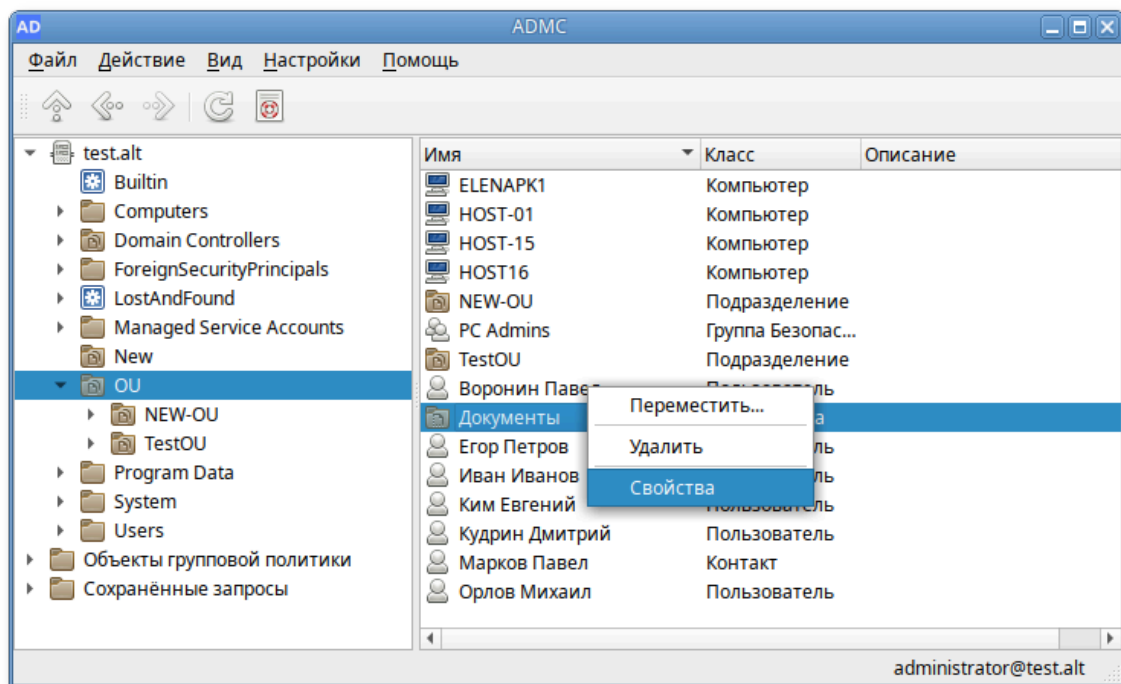 AD ADMC
Файл Действие Вид Настройки Помощь
test.alt
Builtin
Computers
Domain Controllers
ForeignSecurityPrincipals
LostAndFound
Managed Service Accounts
New
OU
NEW-OU
TestOU
Program Data
System
Users
Объекты групповой политики
Сохранённые запросы
Имя Класс Описание
ELENAPK1 Компьютер
HOST-01 Компьютер
HOST-15 Компьютер
HOST16 Компьютер
NEW-OU Подразделение
PC Admins Группа Безопас...
TestOU Подразделение
Воронин Павел
Документы
Егор Петров
Иван Иванов
Ким Евгений
Кудрин Дмитрий Пользователь
Марков Павел Контакт
Орлов Михаил Пользователь
Переместить...
Удалить
Свойства
administrator@test.alt